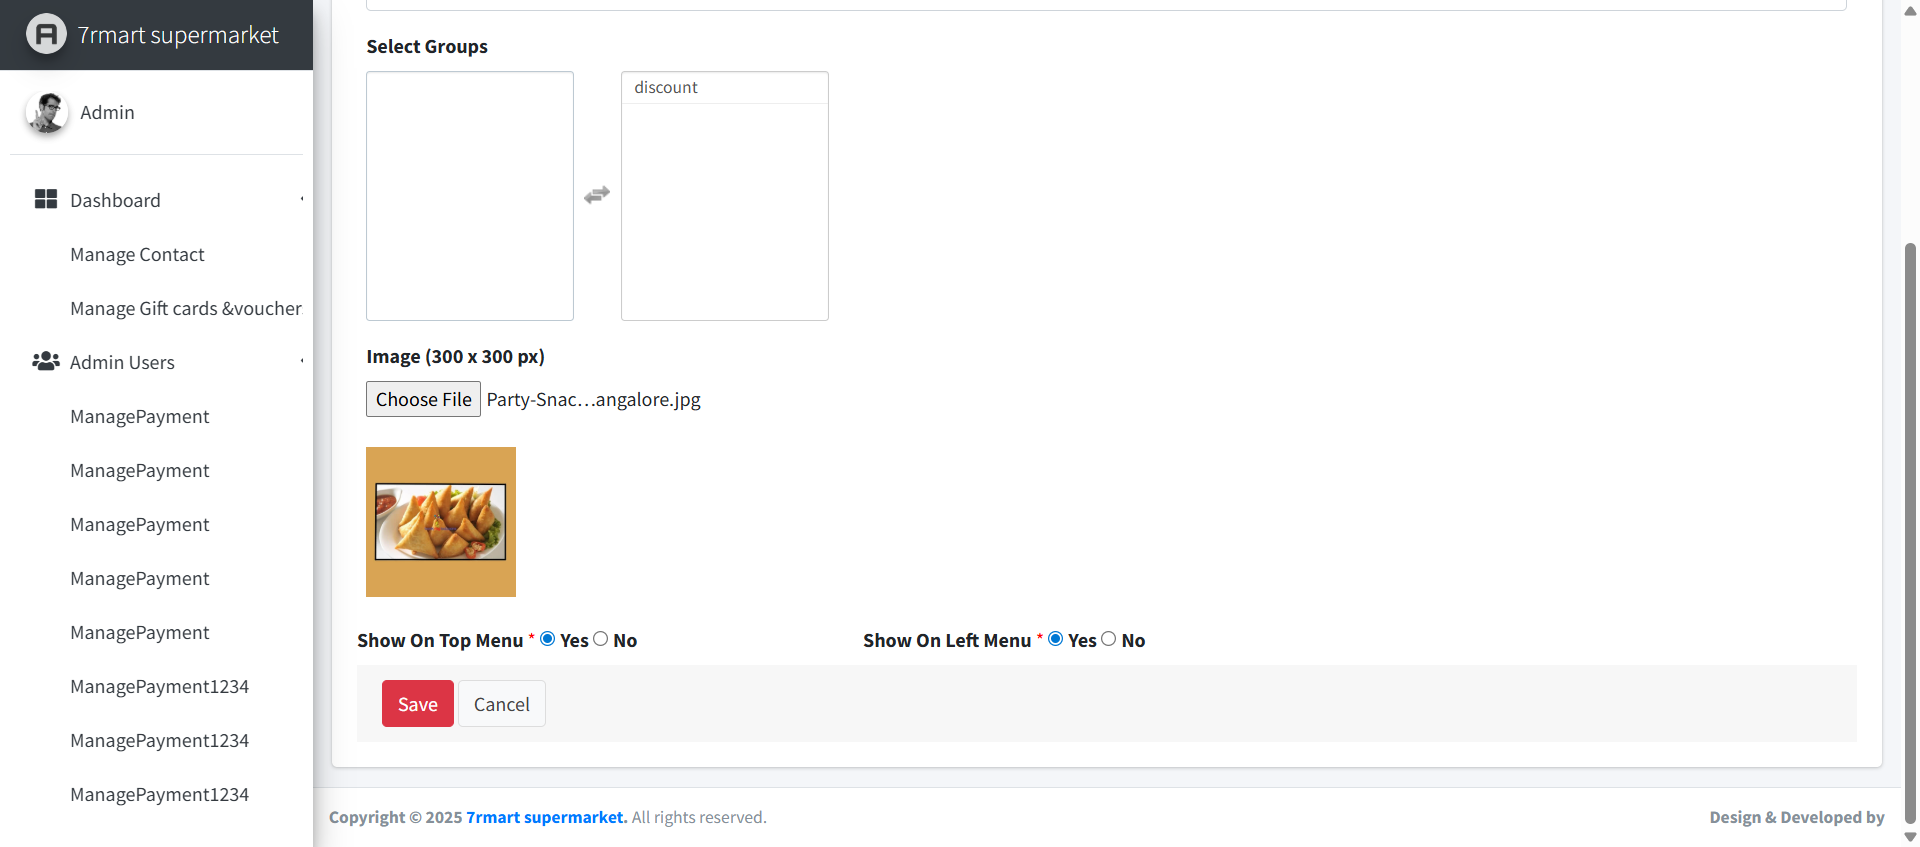 7rmart supermarket
Admin
Dashboard
Manage Contact
Manage Gift cards &voucher
Admin Users
ManagePayment
ManagePayment
ManagePayment
ManagePayment
ManagePayment
ManagePayment1234
ManagePayment1234
ManagePayment1234
Select Groups
discount
Image (300 x 300 px)
Choose File Party-Snac...angalore.jpg
Show On Top Menu * Yes No
Show On Left Menu * Yes No
Save Cancel
Copyright © 2025 7rmart supermarket. All rights reserved.
Design & Developed by